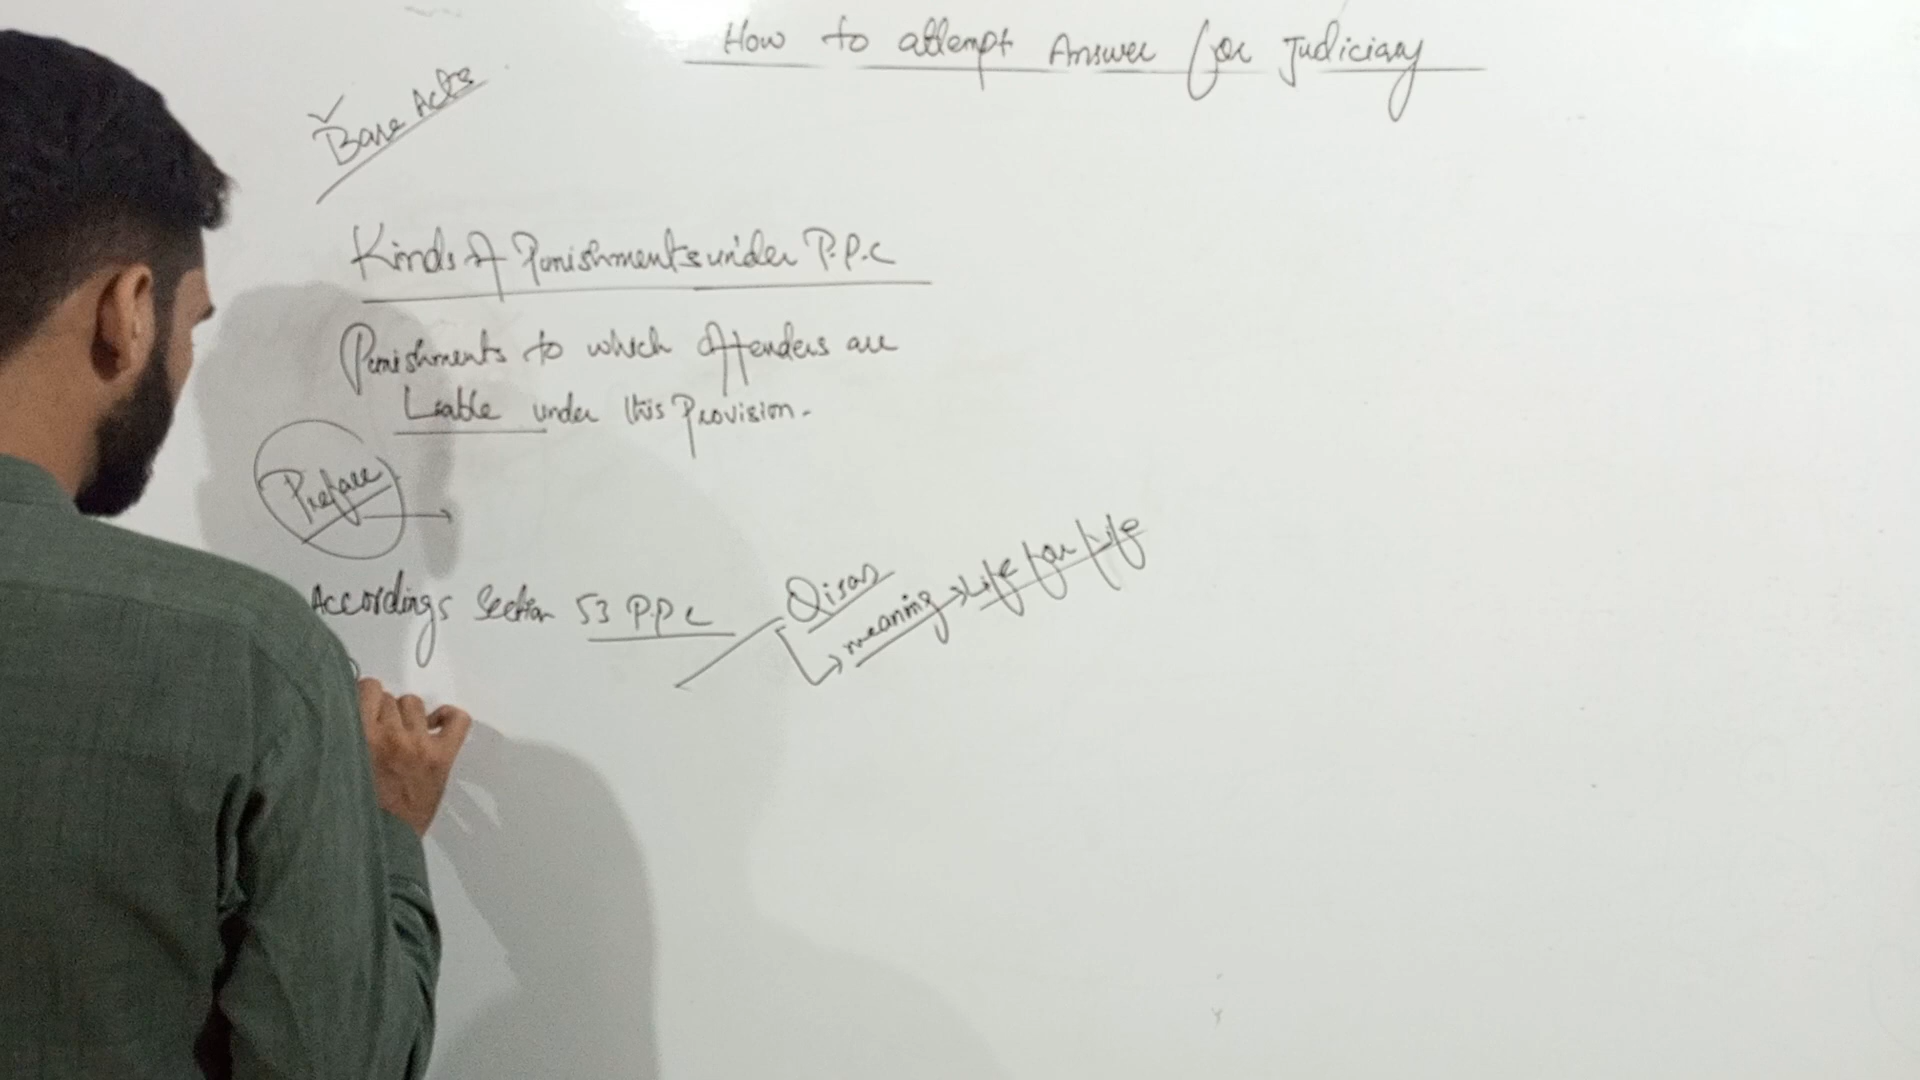 How to attempt Answer for Judiciary
Bare Acts
Kinds of Punishments under P.P.C
Punishments to which offenders are
Liable under this Provision.
Preface
Accordings Section 53 P.P.C
Qisas
meaning → Life for Life